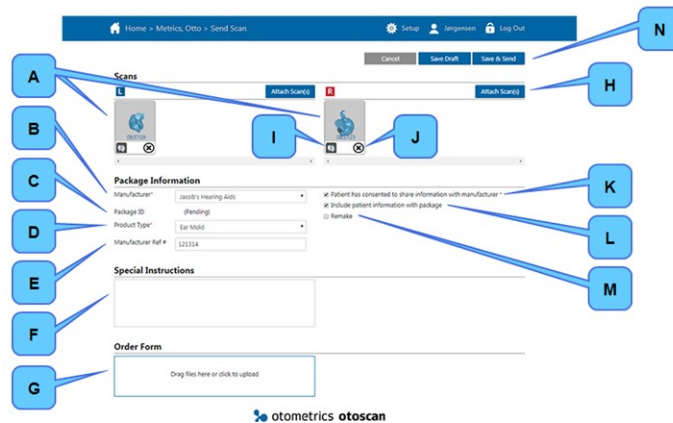 Home > Metrics, Otto > Send Scan Setup Jørgensen Log Out
N
Cancel Save Draft Save & Send
A
Scans
L Attach Scan(s) R Attach Scan(s)
H
B
I
J
08:57:23
C
Package Information
Manufacturer* Jacob's Hearing Aids
Patient has consented to share information with manufacturer *
K
Package ID (Pending)
Include patient information with package
D
Product Type* Ear Mold
Remake
L
Manufacturer Ref # 121314
E
Special Instructions
M
F
Order Form
G
Drag files here or click to upload
otometrics otoscan